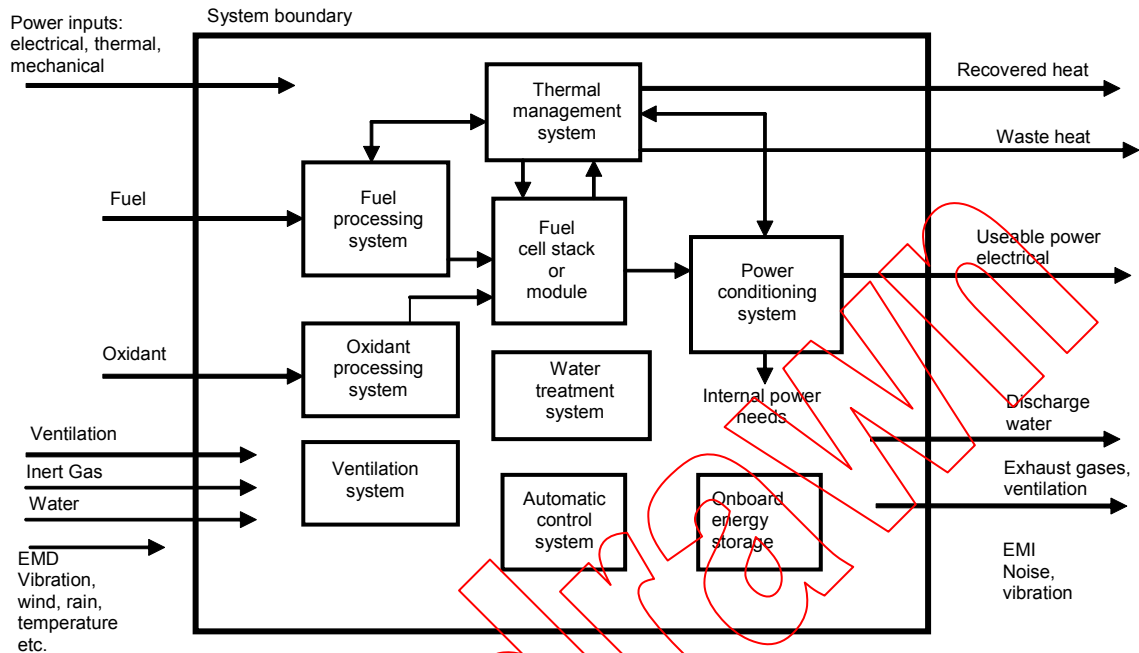 System boundary
Power inputs:
electrical, thermal,
mechanical
Recovered heat
Thermal
management
system
Waste heat
Fuel
Fuel
processing
system
Fuel
cell stack
or
module
Useable power
electrical
Power
conditioning
system
Oxidant
Oxidant
processing
system
Water
treatment
system
Internal power
needs
Discharge
water
Ventilation
Inert Gas
Water
Ventilation
system
Exhaust gases,
ventilation
Automatic
control
system
Onboard
energy
storage
EMD
Vibration,
wind, rain,
temperature
etc.
EMI
Noise,
vibration